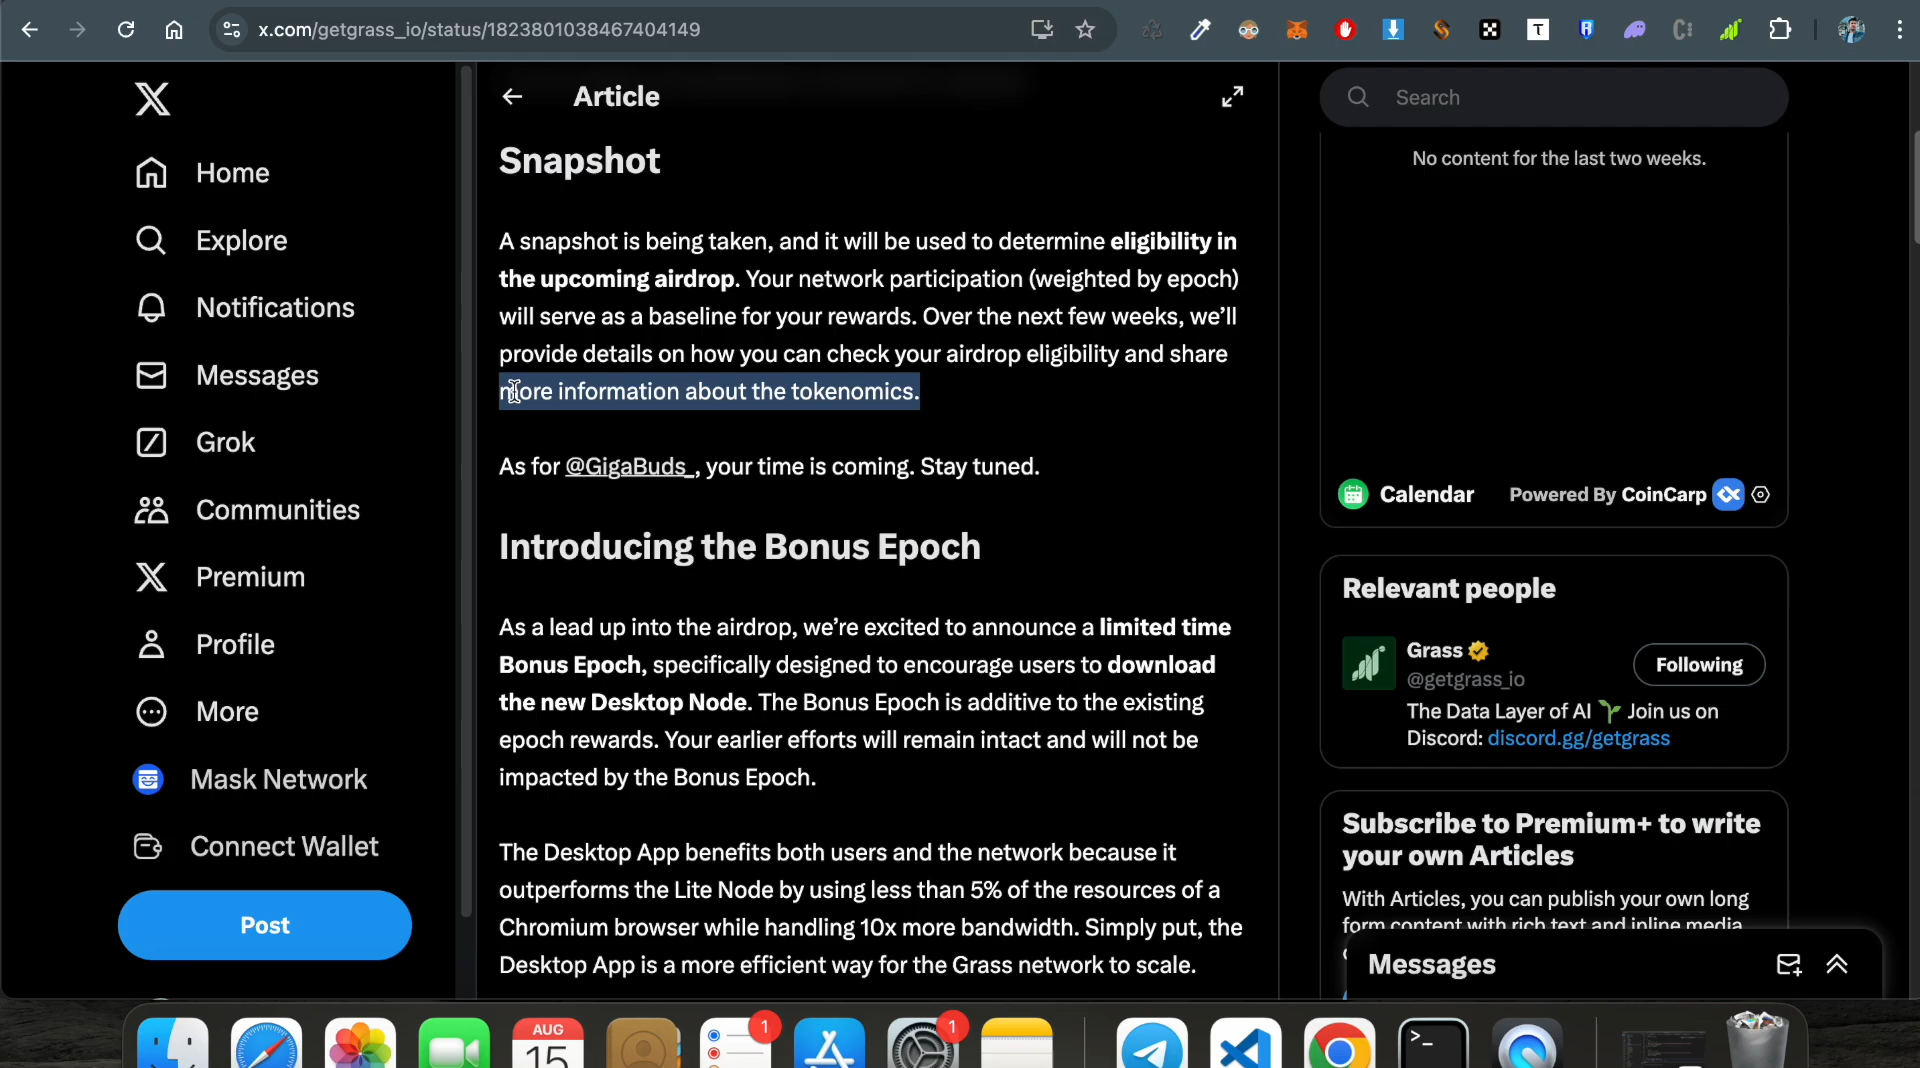 x.com/getgrass_io/status/1823801038467404149
Home
Explore
Notifications
Messages
Grok
Communities
Premium
Profile
More
Mask Network
Connect Wallet
Post
Article
Snapshot
A snapshot is being taken, and it will be used to determine eligibility in
the upcoming airdrop. Your network participation (weighted by epoch)
will serve as a baseline for your rewards. Over the next few weeks, we’ll
provide details on how you can check your airdrop eligibility and share
more information about the tokenomics.
As for @GigaBuds_, your time is coming. Stay tuned.
Introducing the Bonus Epoch
As a lead up into the airdrop, we’re excited to announce a limited time
Bonus Epoch, specifically designed to encourage users to download
the new Desktop Node. The Bonus Epoch is additive to the existing
epoch rewards. Your earlier efforts will remain intact and will not be
impacted by the Bonus Epoch.
The Desktop App benefits both users and the network because it
outperforms the Lite Node by using less than 5% of the resources of a
Chromium browser while handling 10x more bandwidth. Simply put, the
Desktop App is a more efficient way for the Grass network to scale.
Search
No content for the last two weeks.
Calendar Powered By CoinCarp
Relevant people
Grass
@getgrass_io
Following
The Data Layer of AI Join us on
Discord: discord.gg/getgrass
Subscribe to Premium+ to write
your own Articles
With Articles, you can publish your own long
form content with rich text and inline media
Messages
AUG
15
1
1